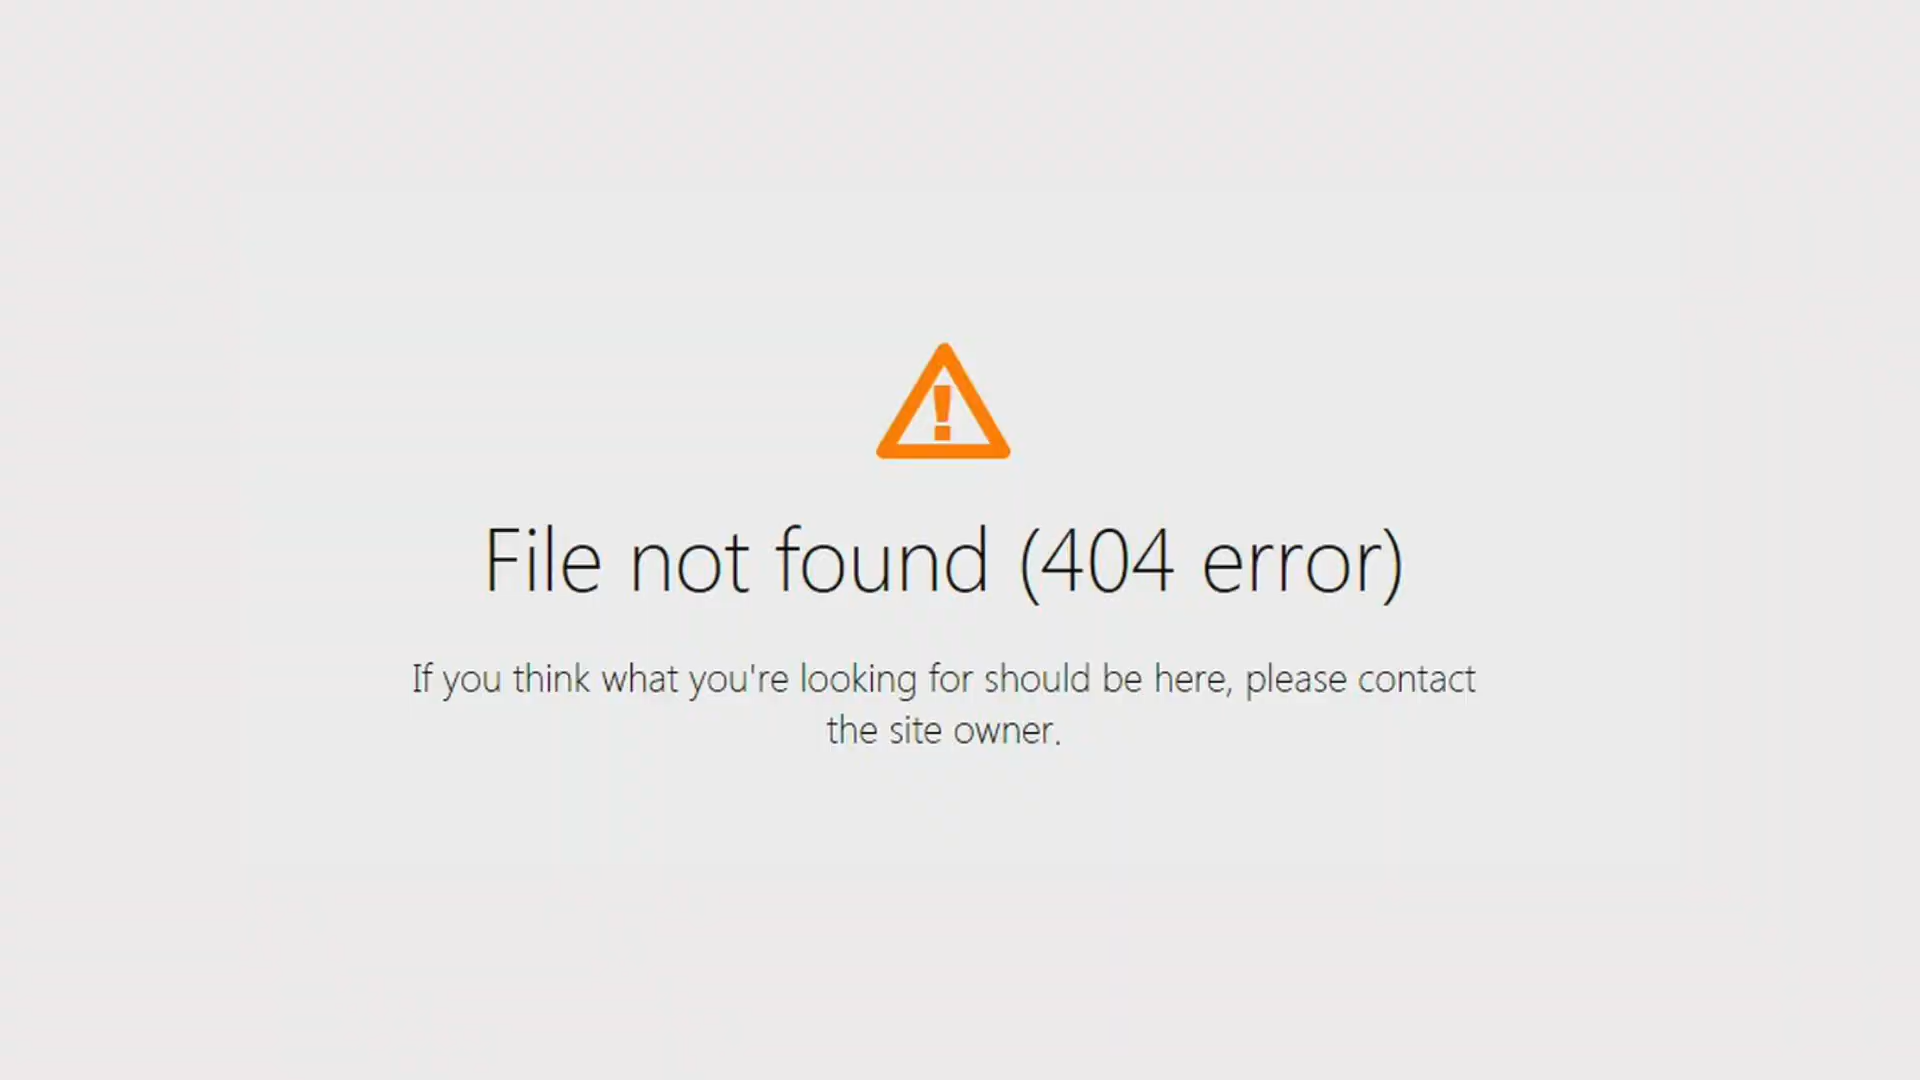 File not found (404 error)
If you think what you're looking for should be here, please contact
the site owner.